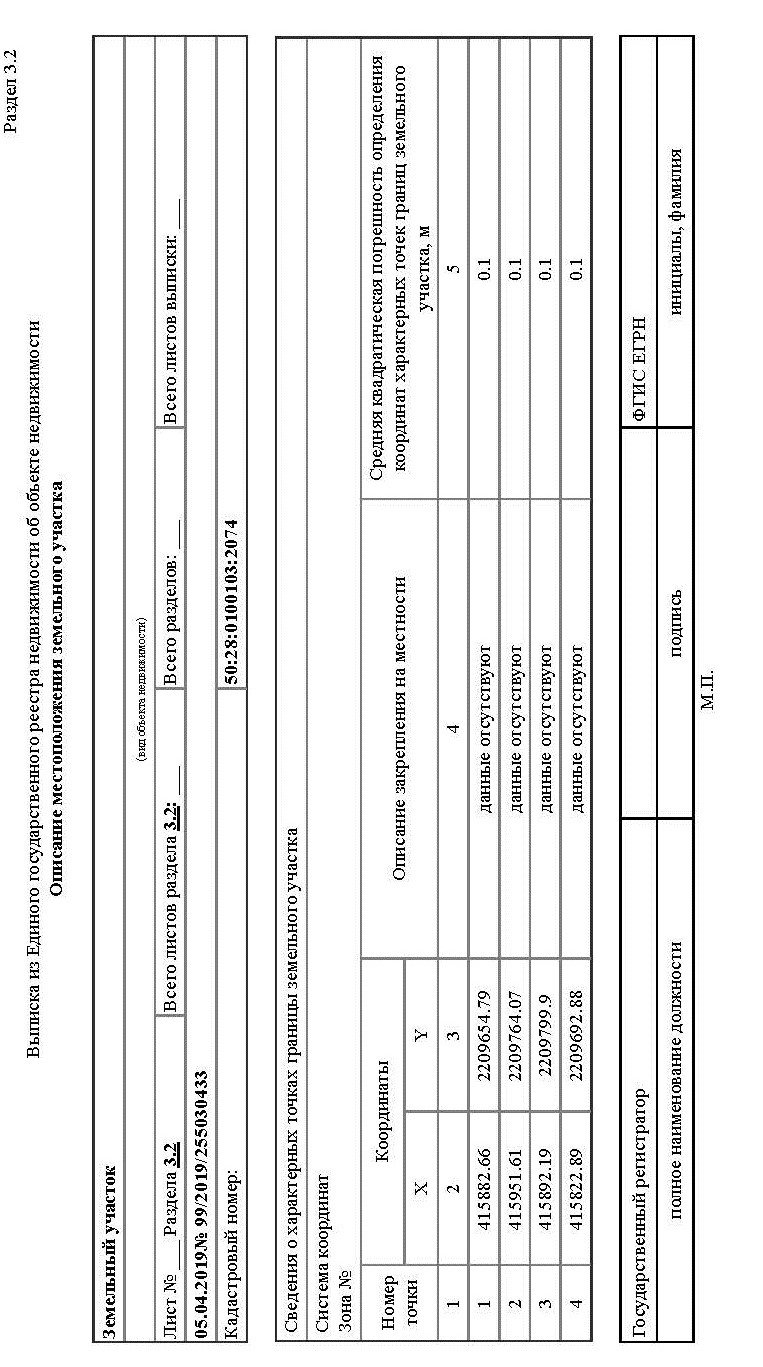 Раздел 3.2
Выписка из Единого государственного реестра недвижимости об объекте недвижимости
Описание местоположения земельного участка
Земельный участок
(вид объекта недвижимости)
Лист № ___ Раздела 3.2 Всего листов раздела 3.2: ___ Всего разделов: ___ Всего листов выписки: ___
05.04.2019№ 99/2019/255030433
Кадастровый номер: 50:28:0100103:2074
Сведения о характерных точках границы земельного участка
Система координат
Зона №
Номер точки Координаты Описание закрепления на местности Средняя квадратическая погрешность определения координат характерных точек границ земельного участка, м
X Y
1 2 3 4 5
1 415882.66 2209654.79 данные отсутствуют 0.1
2 415951.61 2209764.07 данные отсутствуют 0.1
3 415892.19 2209799.9 данные отсутствуют 0.1
4 415822.89 2209692.88 данные отсутствуют 0.1
Государственный регистратор ФГИС ЕГРН
полное наименование должности подпись инициалы, фамилия
М.П.